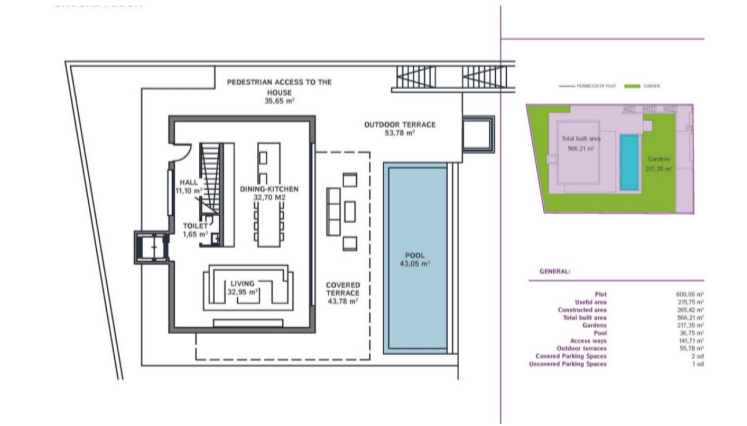 PEDESTRIAN ACCESS TO THE
HOUSE
35,65 m²
OUTDOOR TERRACE
53,78 m²
HALL
11,10 m²
DINING-KITCHEN
32,70 M2
TOILET
1,65 m²
LIVING
32,95 m²
COVERED
TERRACE
43,78 m²
POOL
43,05 m²
PERIMETER OF PLOT
GARDEN
Total built area
566,21 m²
Gardens
217,35 m²
GENERAL:
Plot 600,00 m²
Useful area 215,75 m²
Constructed area 265,42 m²
Total built area 566,21 m²
Gardens 217,35 m²
Pool 36,75 m²
Access ways 141,71 m²
Outdoor terraces 55,78 m²
Covered Parking Spaces 2 ud
Uncovered Parking Spaces 1 ud